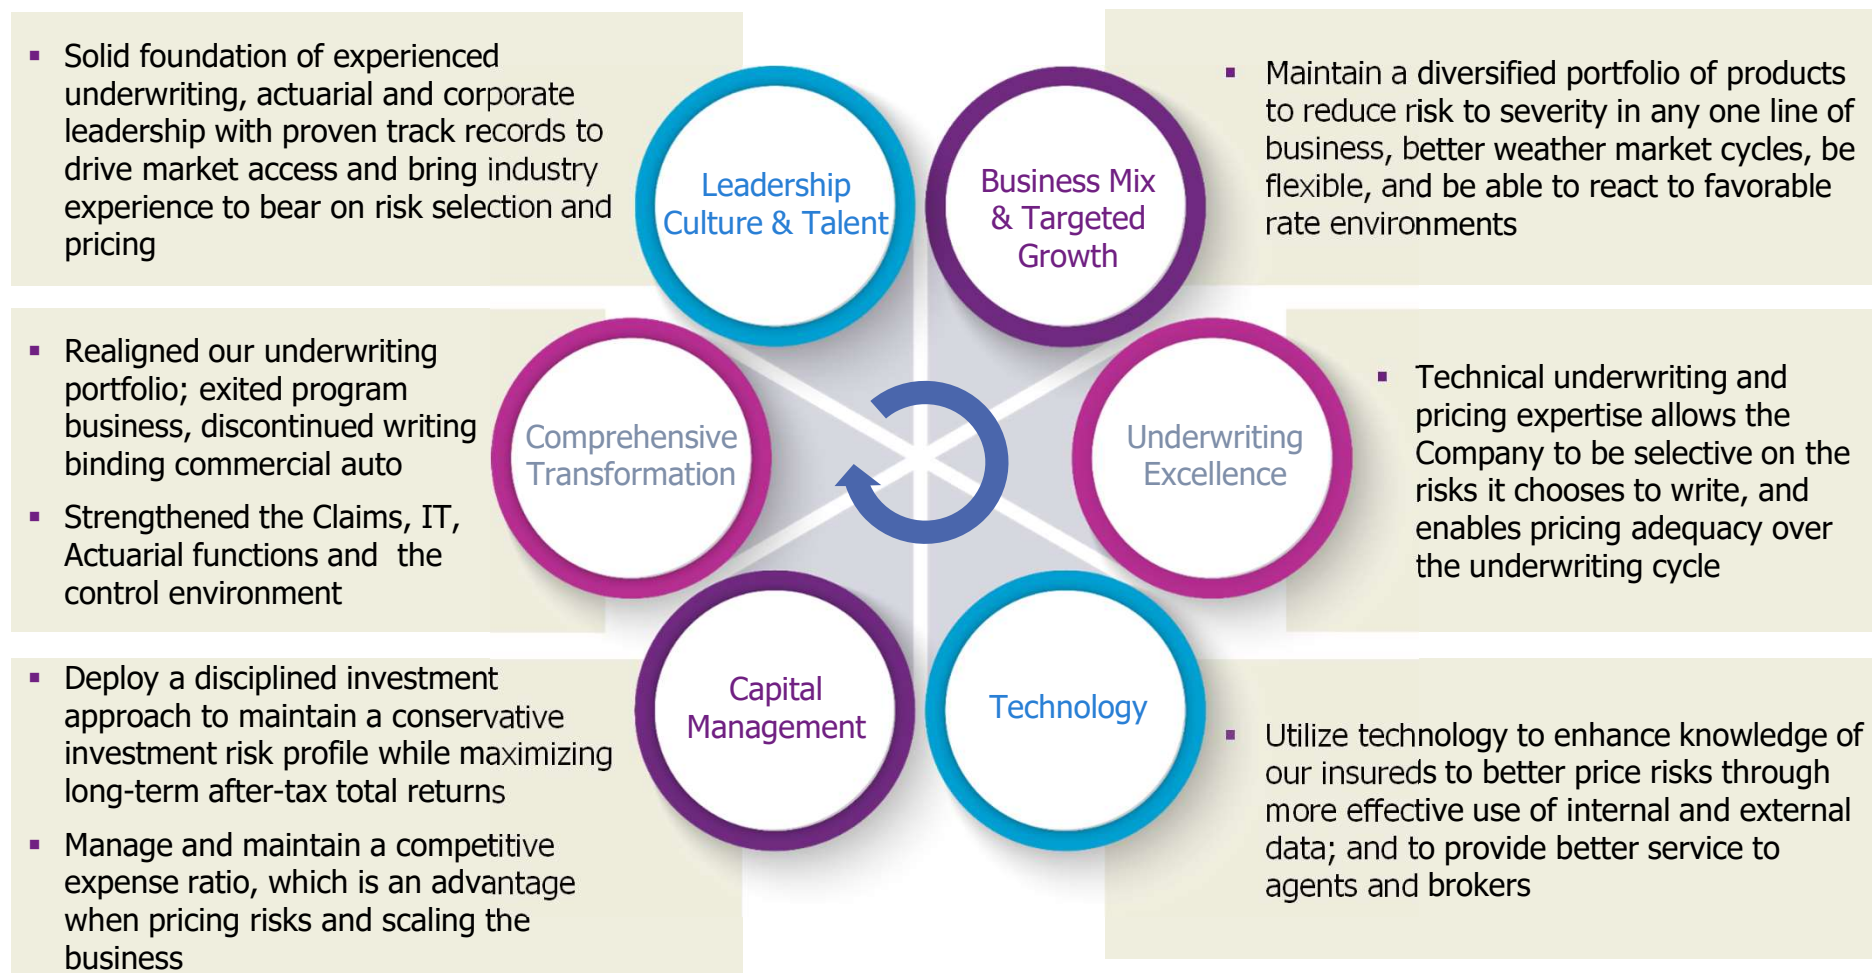 ▪ Solid foundation of experienced
underwriting, actuarial and corporate
leadership with proven track records to
drive market access and bring industry
experience to bear on risk selection and
pricing
Leadership
Culture & Talent
Business Mix
& Targeted
Growth
▪ Maintain a diversified portfolio of products
to reduce risk to severity in any one line of
business, better weather market cycles, be
flexible, and be able to react to favorable
rate environments
▪ Realigned our underwriting
portfolio; exited program
business, discontinued writing
binding commercial auto
▪ Strengthened the Claims, IT,
Actuarial functions and the
control environment
Comprehensive
Transformation
Underwriting
Excellence
▪ Technical underwriting and
pricing expertise allows the
Company to be selective on the
risks it chooses to write, and
enables pricing adequacy over
the underwriting cycle
▪ Deploy a disciplined investment
approach to maintain a conservative
investment risk profile while maximizing
long-term after-tax total returns
▪ Manage and maintain a competitive
expense ratio, which is an advantage
when pricing risks and scaling the
business
Capital
Management
Technology
▪ Utilize technology to enhance knowledge of
our insureds to better price risks through
more effective use of internal and external
data; and to provide better service to
agents and brokers